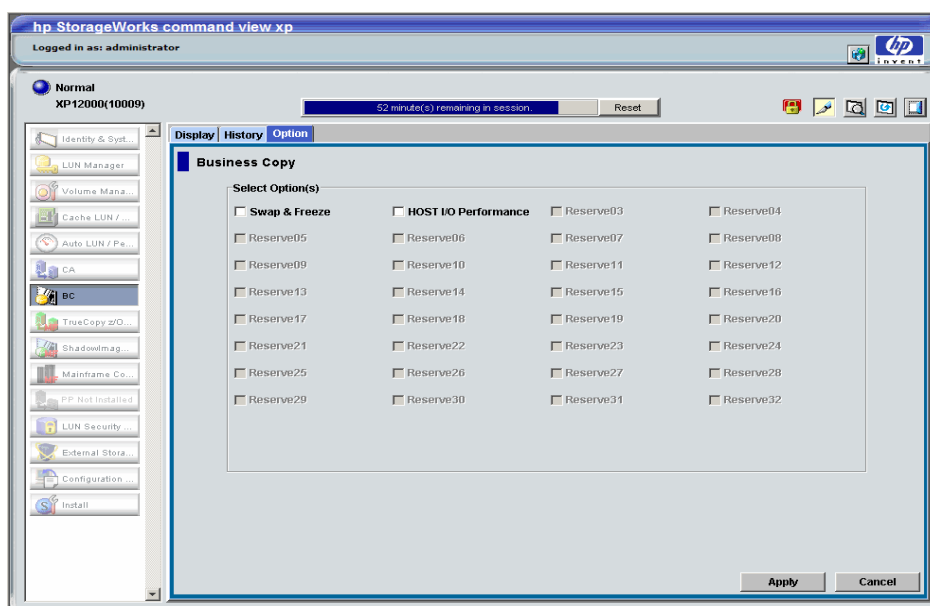 hp StorageWorks command view xp
Logged in as: administrator
hp
invent
Normal
XP12000(10009)
52 minute(s) remaining in session.
Reset
Identity & Syst...
LUN Manager
Volume Mana...
Cache LUN / ...
Auto LUN / Pe...
CA
BC
TrueCopy z/O...
ShadowImag...
Mainframe Co...
PP Not Installed
LUN Security ...
External Stora...
Configuration ...
Install
Display History Option
Business Copy
Select Option(s)
Swap & Freeze HOST I/O Performance Reserve03 Reserve04
Reserve05 Reserve06 Reserve07 Reserve08
Reserve09 Reserve10 Reserve11 Reserve12
Reserve13 Reserve14 Reserve15 Reserve16
Reserve17 Reserve18 Reserve19 Reserve20
Reserve21 Reserve22 Reserve23 Reserve24
Reserve25 Reserve26 Reserve27 Reserve28
Reserve29 Reserve30 Reserve31 Reserve32
Apply Cancel